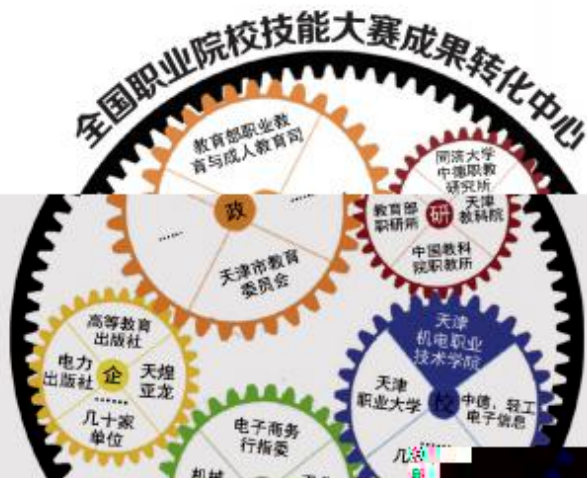 全国职业院校技能大赛成果转化中心
教育部职业教
育与成人教育司
政
……
……
天津市教育
委员会
同济大学
中德职教
研究所
教育部
职研所
研
天津
教科院
中国教科
院职教所
高等教育
出版社
电力
出版社
企
天煌
亚龙
……
几十家
单位
天津
机电职业
技术学院
天津
职业大学
校
中德、轻工
电子信息
……
几
电子商务
行指委
机械